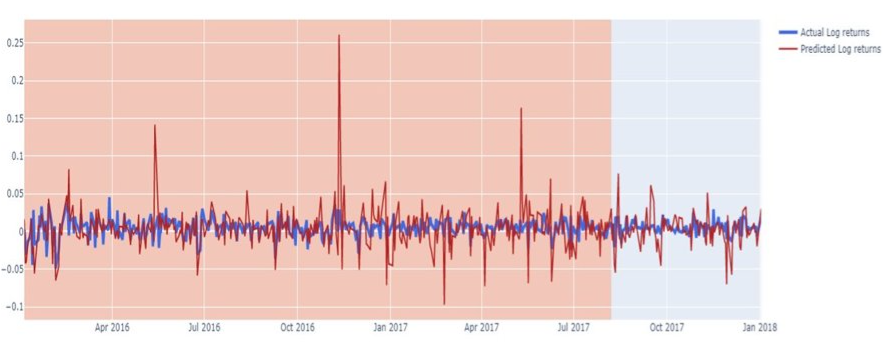 Actual Log returns
Predicted Log returns
0.25
0.2
0.15
0.1
0.05
0
−0.05
−0.1
Apr 2016
Jul 2016
Oct 2016
Jan 2017
Apr 2017
Jul 2017
Oct 2017
Jan 2018